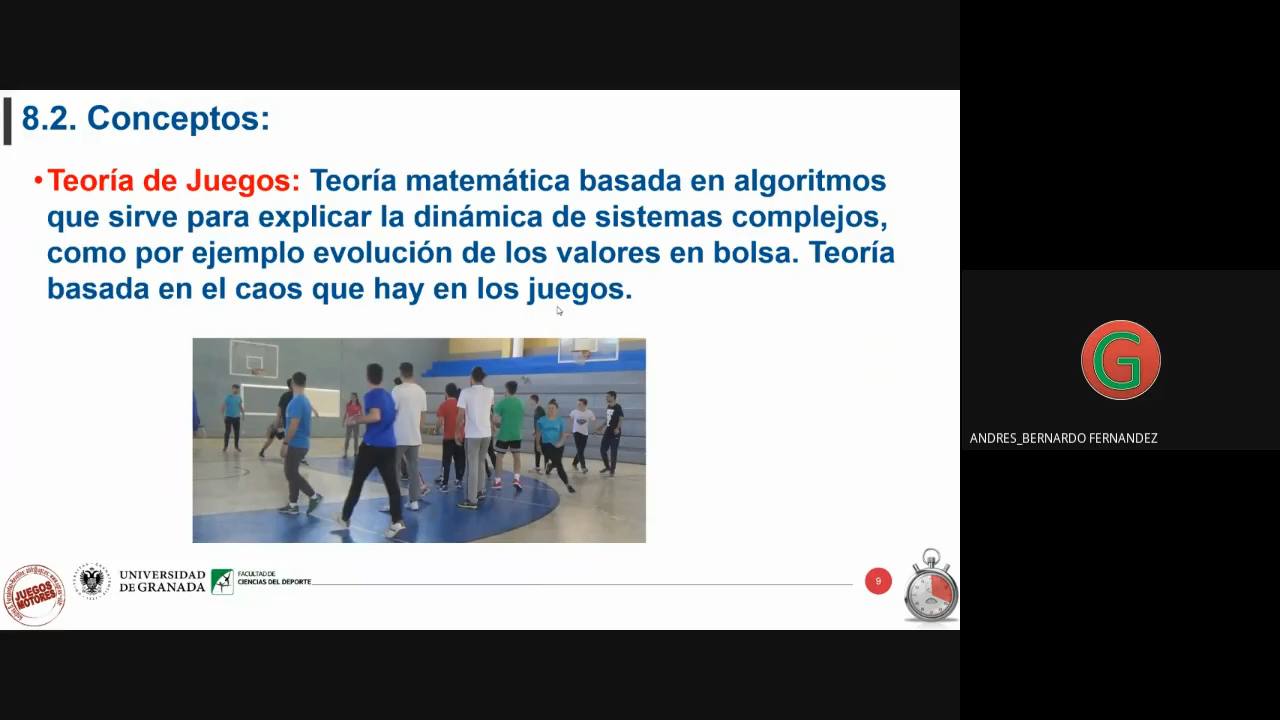 8.2. Conceptos:
•Teoría de Juegos: Teoría matemática basada en algoritmos
que sirve para explicar la dinámica de sistemas complejos,
como por ejemplo evolución de los valores en bolsa. Teoría
basada en el caos que hay en los juegos.
G
ANDRES_BERNARDO FERNANDEZ
JUEGOS
MOTORES
UNIVERSIDAD
DE GRANADA
FACULTAD DE
CIENCIAS DEL DEPORTE
9